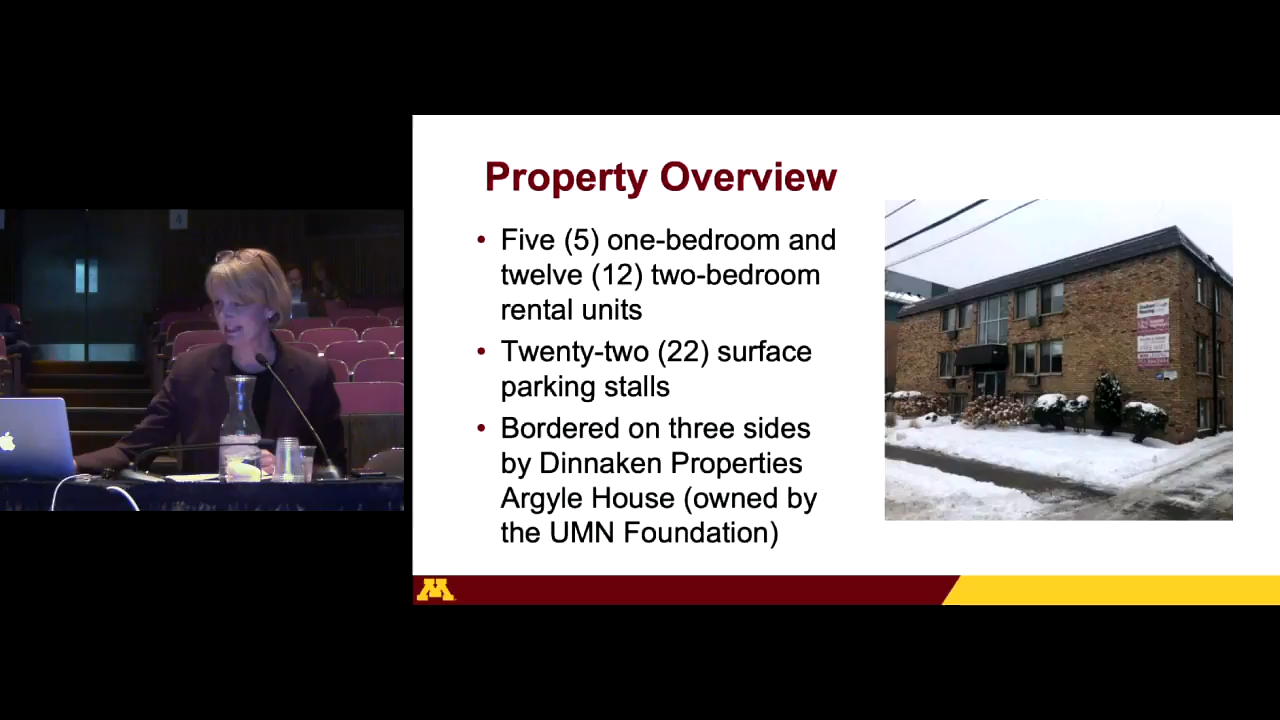 Property Overview
• Five (5) one-bedroom and
twelve (12) two-bedroom
rental units
• Twenty-two (22) surface
parking stalls
• Bordered on three sides
by Dinnaken Properties
Argyle House (owned by
the UMN Foundation)
4
M